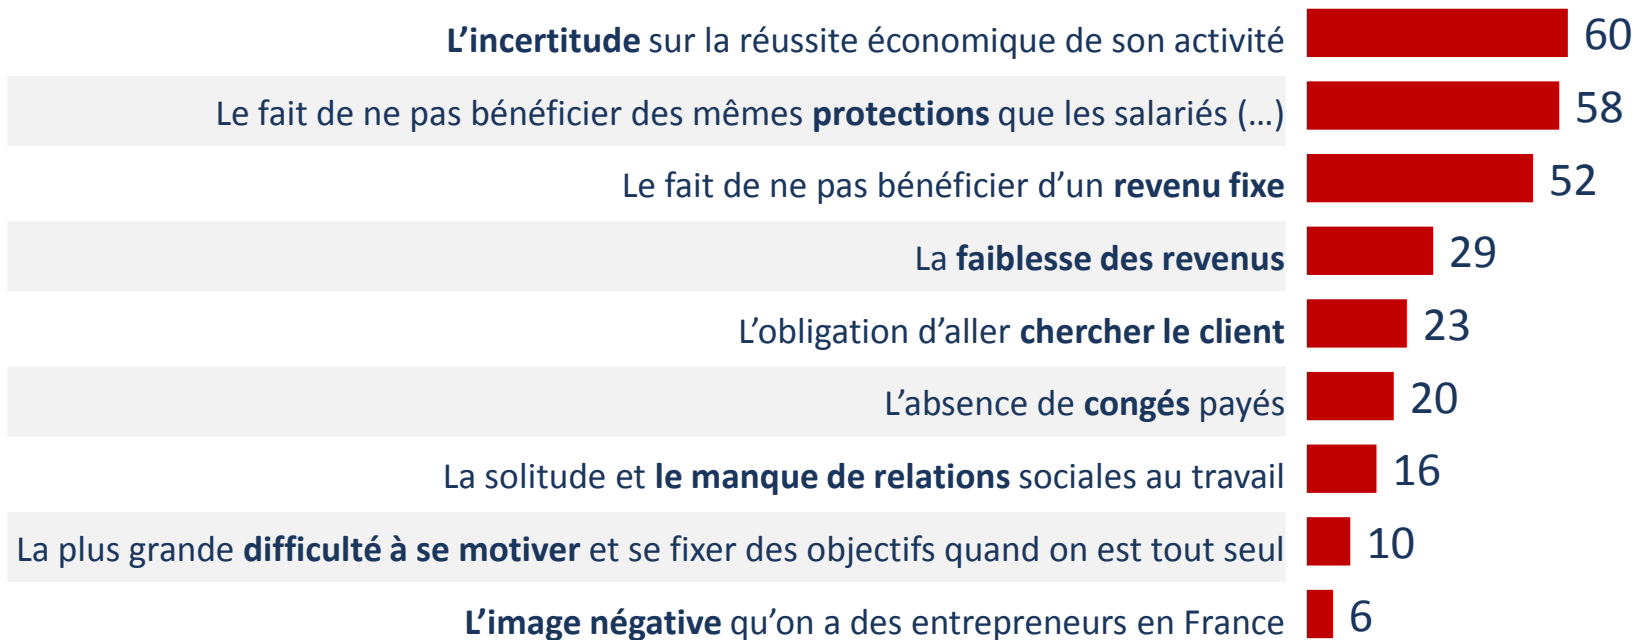 L’incertitude sur la réussite économique de son activité 60
Le fait de ne pas bénéficier des mêmes protections que les salariés (…) 58
Le fait de ne pas bénéficier d’un revenu fixe 52
La faiblesse des revenus 29
L’obligation d’aller chercher le client 23
L’absence de congés payés 20
La solitude et le manque de relations sociales au travail 16
La plus grande difficulté à se motiver et se fixer des objectifs quand on est tout seul 10
L’image négative qu’on a des entrepreneurs en France 6